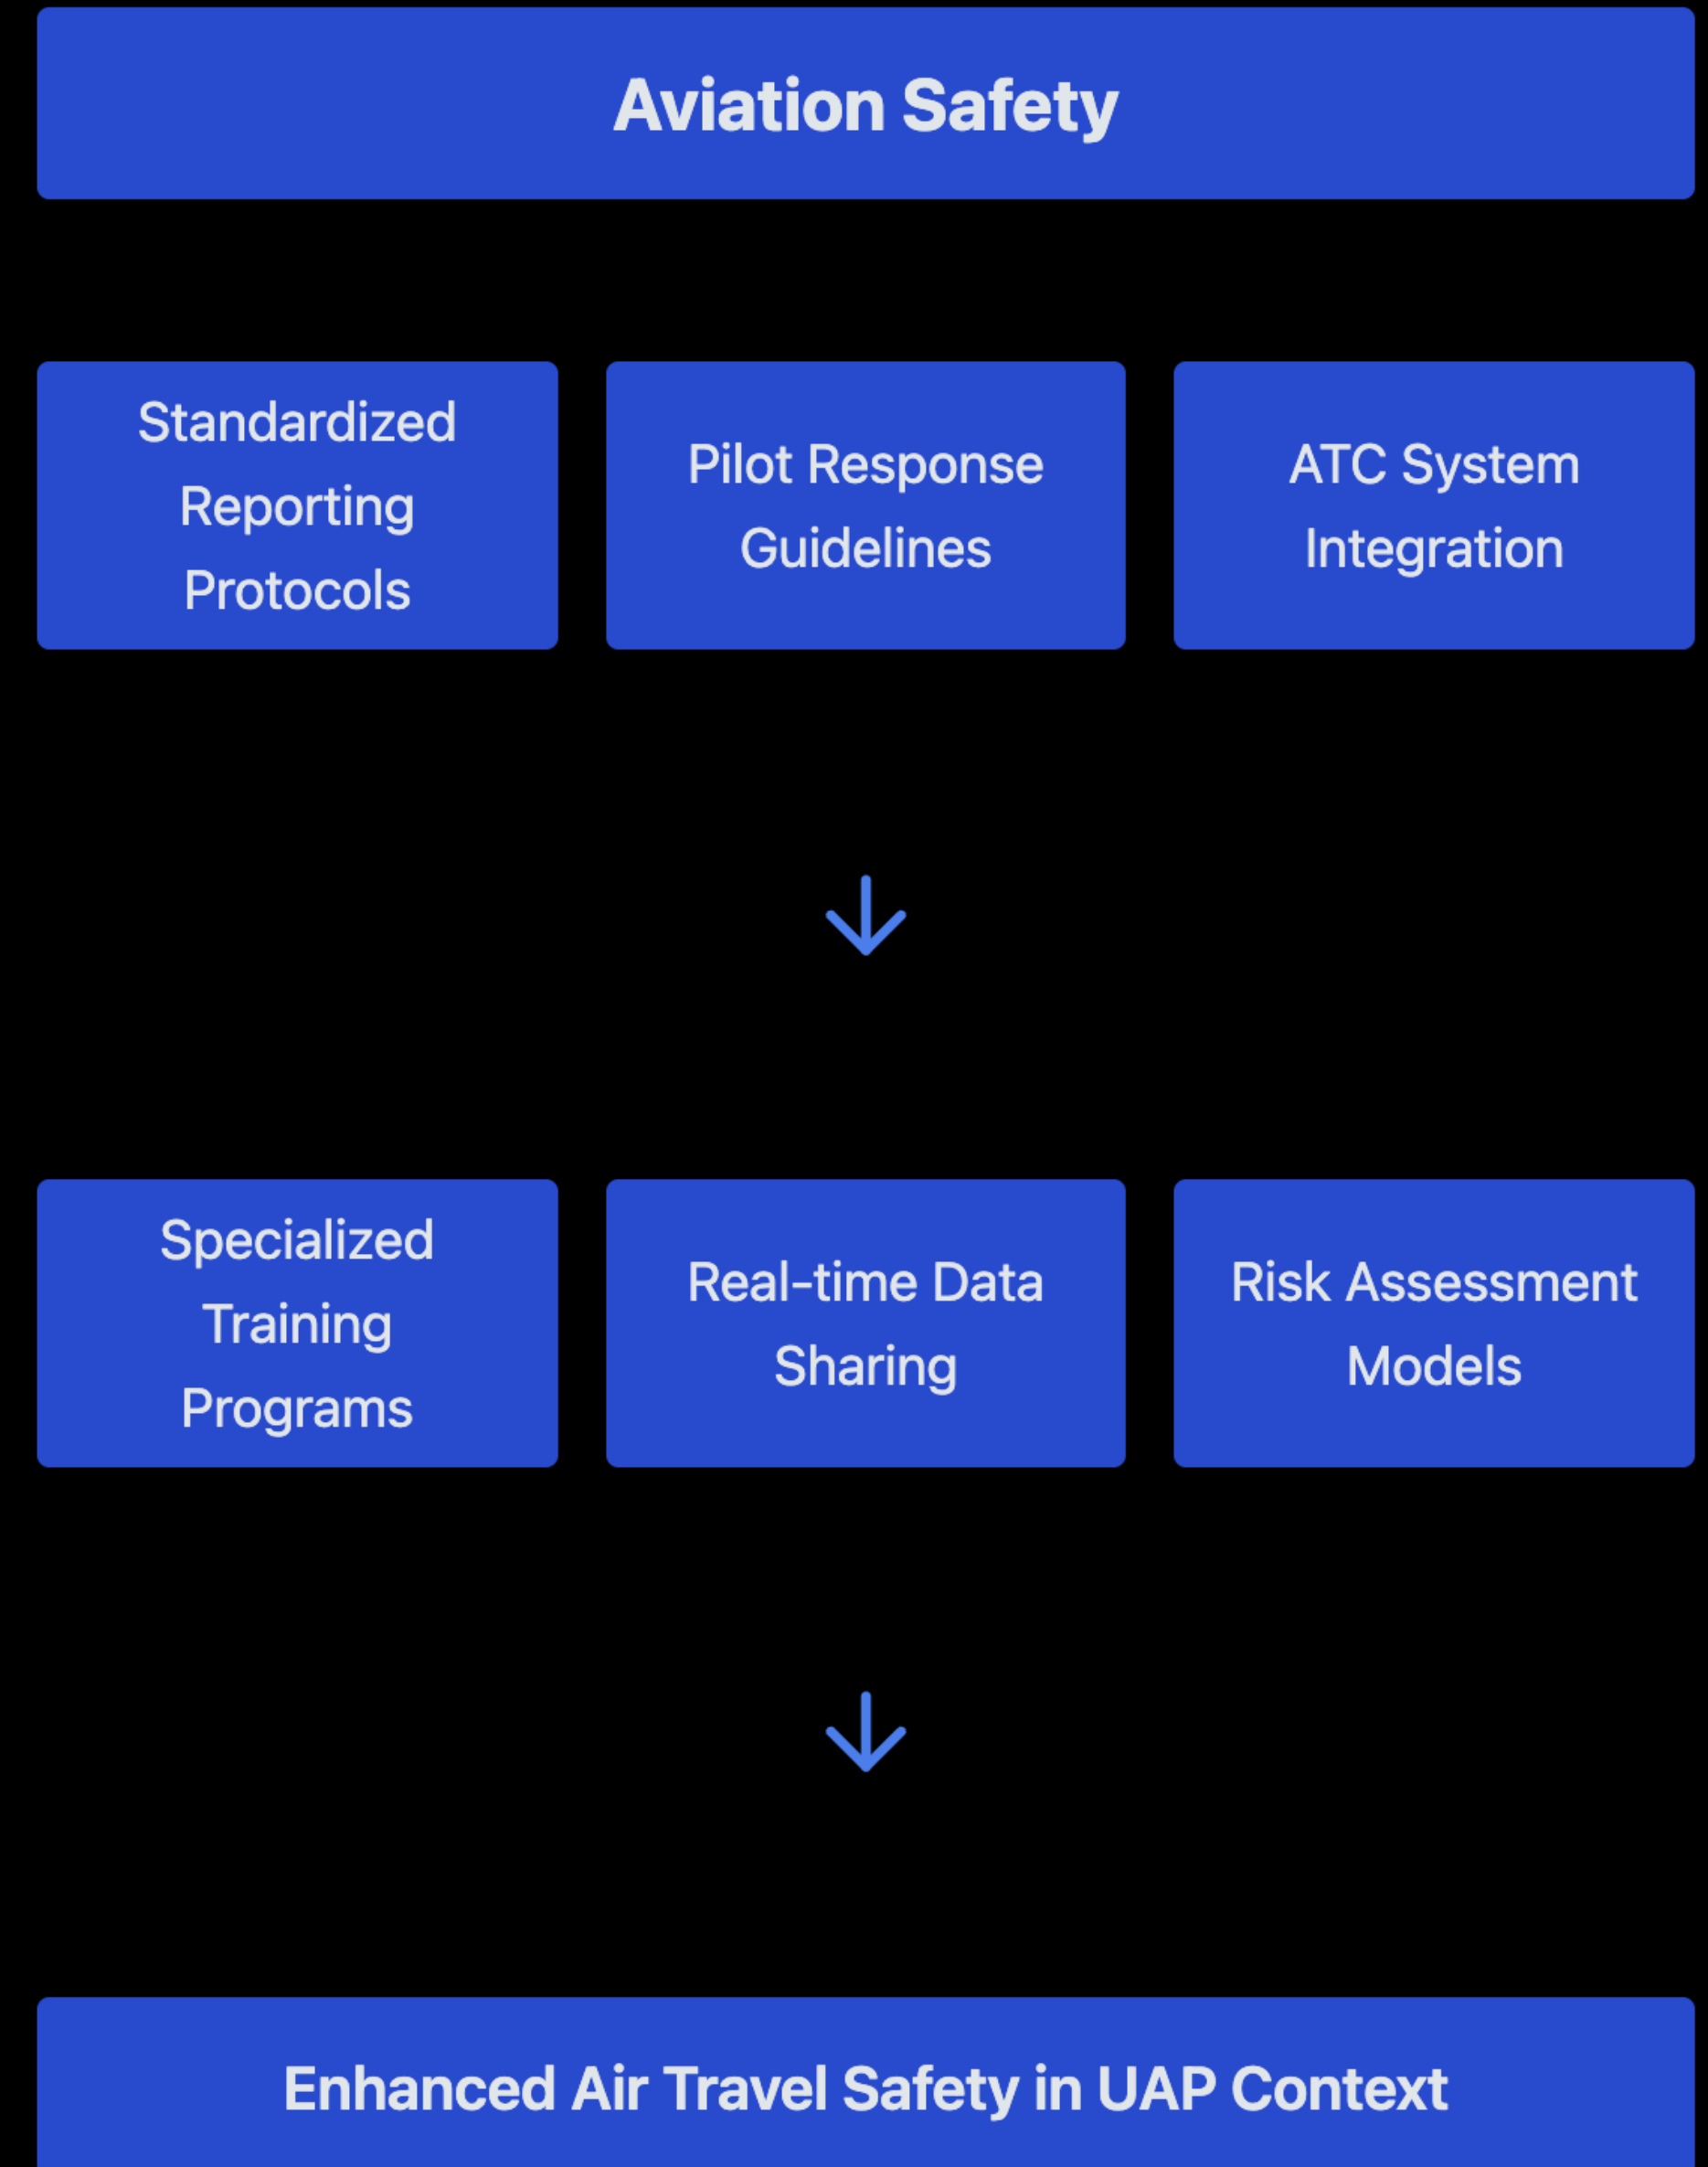 Aviation Safety
Standardized
Reporting
Protocols
Pilot Response
Guidelines
ATC System
Integration
Specialized
Training
Programs
Real-time Data
Sharing
Risk Assessment
Models
Enhanced Air Travel Safety in UAP Context